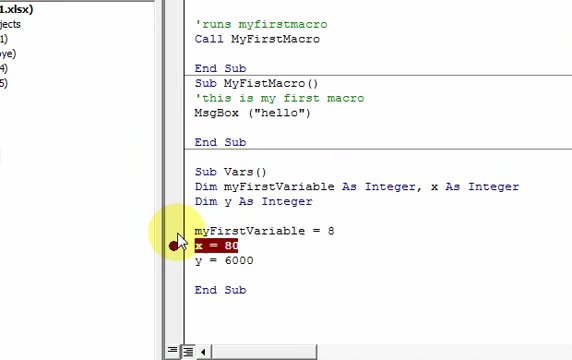 1.xlsx)
jects
1)
bye)
4)
5)
'runs myfirstmacro
Call MyFirstMacro
End Sub
Sub MyFistMacro()
'this is my first macro
MsgBox ("hello")
End Sub
Sub Vars()
Dim myFirstVariable As Integer, x As Integer
Dim y As Integer
myFirstVariable = 8
x = 80
y = 6000
End Sub